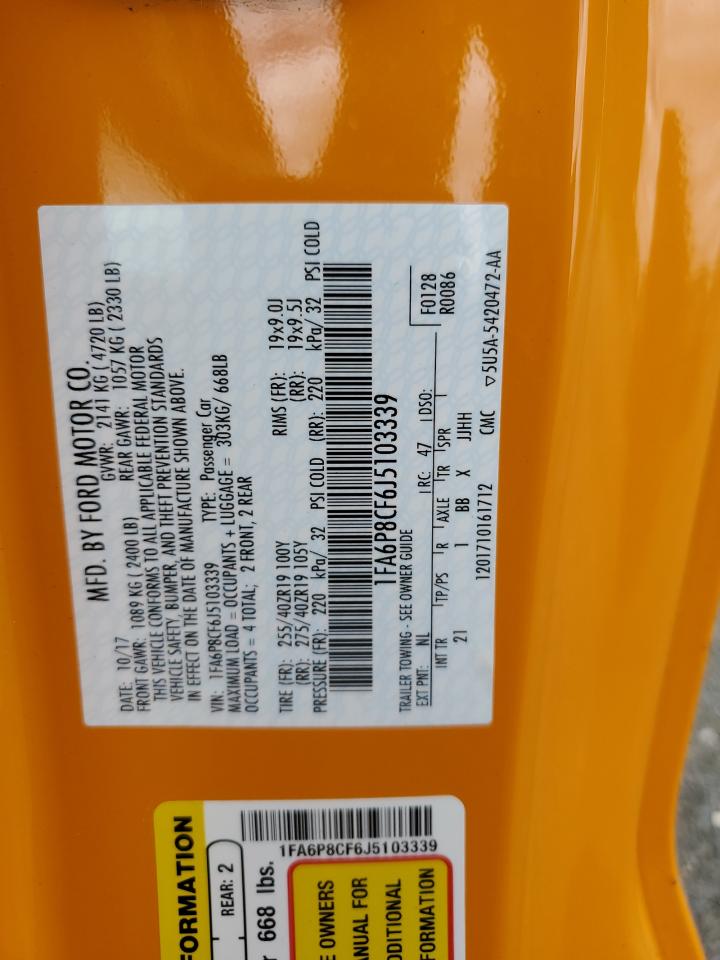 MFD. BY FORD MOTOR CO.
DATE: 10/17 GVWR: 2141 KG ( 4720 LB)
FRONT GAWR: 1089 KG ( 2400 LB) REAR GAWR: 1057 KG ( 2330 LB)
THIS VEHICLE CONFORMS TO ALL APPLICABLE FEDERAL MOTOR
VEHICLE SAFETY, BUMPER, AND THEFT PREVENTION STANDARDS
IN EFFECT ON THE DATE OF MANUFACTURE SHOWN ABOVE.
VIN: 1FA6P8CF6J5103339 TYPE: Passenger Car
MAXIMUM LOAD = OCCUPANTS + LUGGAGE = 303KG/ 668LB
OCCUPANTS = 4 TOTAL; 2 FRONT, 2 REAR
TIRE (FR): 255/40ZR19 100Y RIMS (FR): 19x9.0J
(RR): 275/40ZR19 105Y (RR): 19x9.5J
PRESSURE (FR): 220 kPa/ 32 PSI COLD (RR): 220 kPa/ 32 PSI COLD
1FA6P8CF6J5103339
TRAILER TOWING - SEE OWNER GUIDE
F0128
R0086
EXT PNT: NL RC: 47 DSO:
INT TR TP/PS R AXLE TR SPR
21 I BB X JJHH
1201710161712 CMC ▽5U5A-5420472-AA
FORMATION
REAR: 2
668 lbs.
1FA6P8CF6J5103339
E OWNERS
ANUAL FOR
DDITIONAL
FORMATION